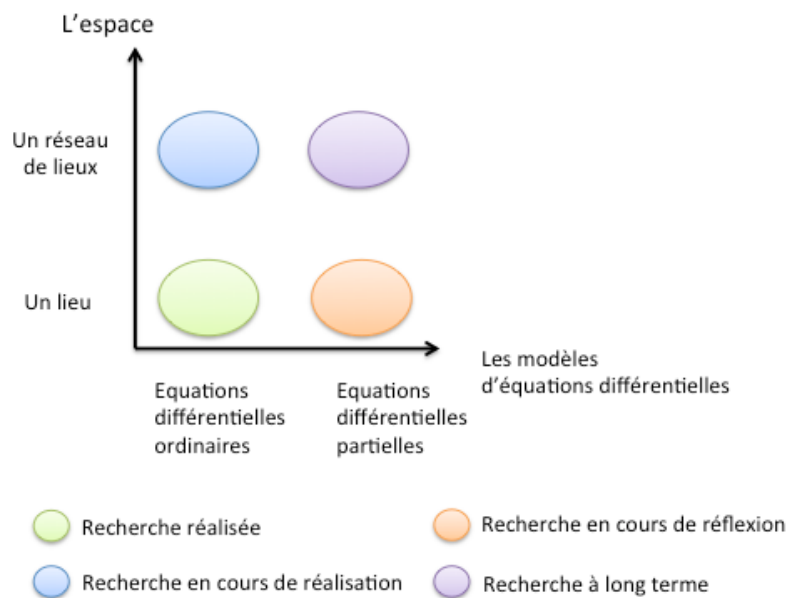 L'espace
Un réseau
de lieux
Un lieu
Les modèles
d'équations différentielles
Equations
différentielles
ordinaires
Equations
différentielles
partielles
Recherche réalisée
Recherche en cours de réflexion
Recherche en cours de réalisation
Recherche à long terme